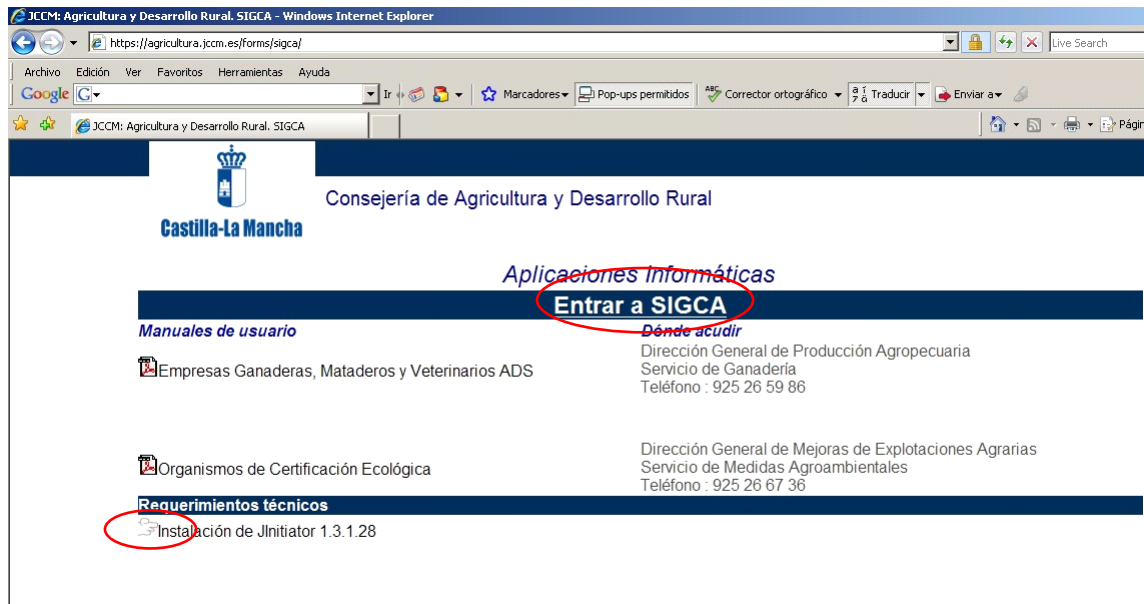 JCCM: Agricultura y Desarrollo Rural. SIGCA - Windows Internet Explorer
https://agricultura.jccm.es/forms/sigca/
Live Search
Archivo Edición Ver Favoritos Herramientas Ayuda
Google G Ir Marcadores Pop-ups permitidos ABC Corrector ortográfico Traducir Enviar a
JCCM: Agricultura y Desarrollo Rural. SIGCA
Págin
Castilla-La Mancha
Consejería de Agricultura y Desarrollo Rural
Aplicaciones Informáticas
Entrar a SIGCA
Manuales de usuario
Dónde acudir
Empresas Ganaderas, Mataderos y Veterinarios ADS
Dirección General de Producción Agropecuaria
Servicio de Ganadería
Teléfono : 925 26 59 86
Organismos de Certificación Ecológica
Dirección General de Mejoras de Explotaciones Agrarias
Servicio de Medidas Agroambientales
Teléfono : 925 26 67 36
Requerimientos técnicos
Instalación de JInitiator 1.3.1.28